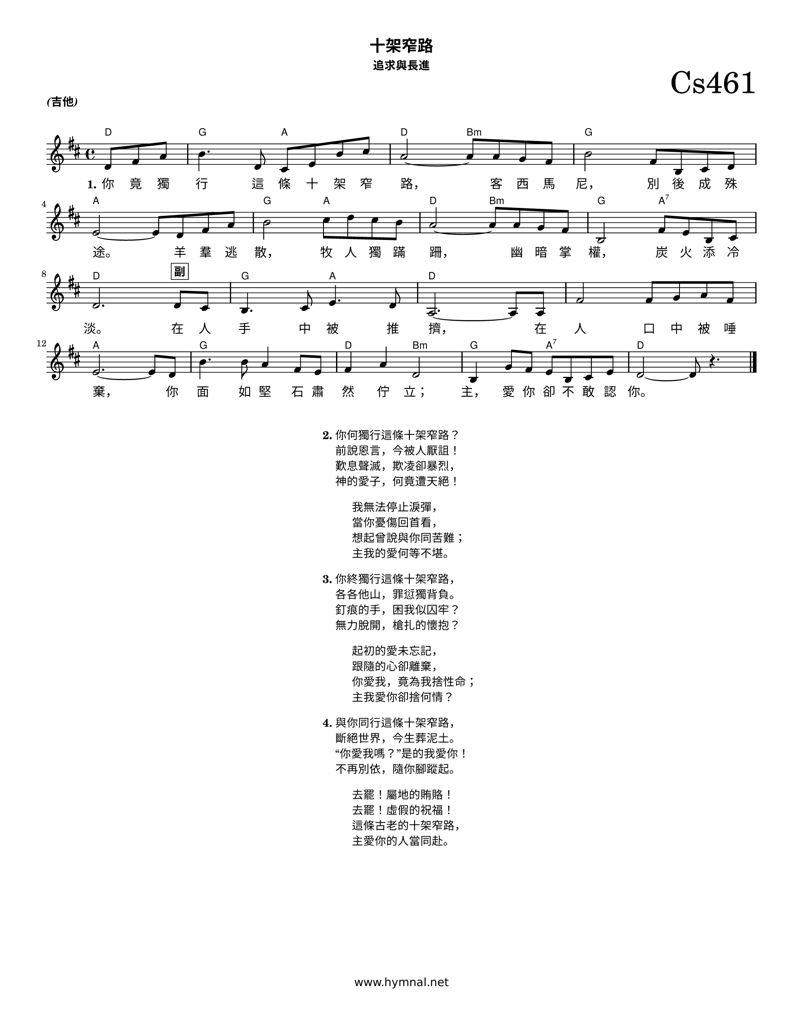 十架窄路
追求與長進
Cs461
(吉他)
D G A D Bm G
1. 你 竟 獨 行 這 條 十 架 窄 路， 客 西 馬 尼， 別 後 成 殊
4 A G A D Bm G A7
途。 羊 羣 逃 散， 牧 人 獨 蹣 跚， 幽 暗 掌 權， 炭 火 添 冷
8 D 副 G A D
淡。 在 人 手 中 被 推 擠， 在 人 口 中 被 唾
12 A G D Bm G A7 D
棄， 你 面 如 堅 石 肅 然 佇 立； 主， 愛 你 卻 不 敢 認 你。
2. 你何獨行這條十架窄路？
前說恩言，今被人厭詛！
歎息聲滅，欺凌卻暴烈，
神的愛子，何竟遭天絕！
我無法停止淚彈，
當你憂傷回首看，
想起曾說與你同苦難；
主我的愛何等不堪。
3. 你終獨行這條十架窄路，
各各他山，罪愆獨背負。
釘痕的手，困我似囚牢？
無力脫開，槍扎的懷抱？
起初的愛未忘記，
跟隨的心卻離棄，
你愛我，竟為我捨性命；
主我愛你卻捨何情？
4. 與你同行這條十架窄路，
斷絕世界，今生葬泥土。
“你愛我嗎？”是的我愛你！
不再別依，隨你腳蹤起。
去罷！屬地的賄賂！
去罷！虛假的祝福！
這條古老的十架窄路，
主愛你的人當同赴。
www.hymnal.net